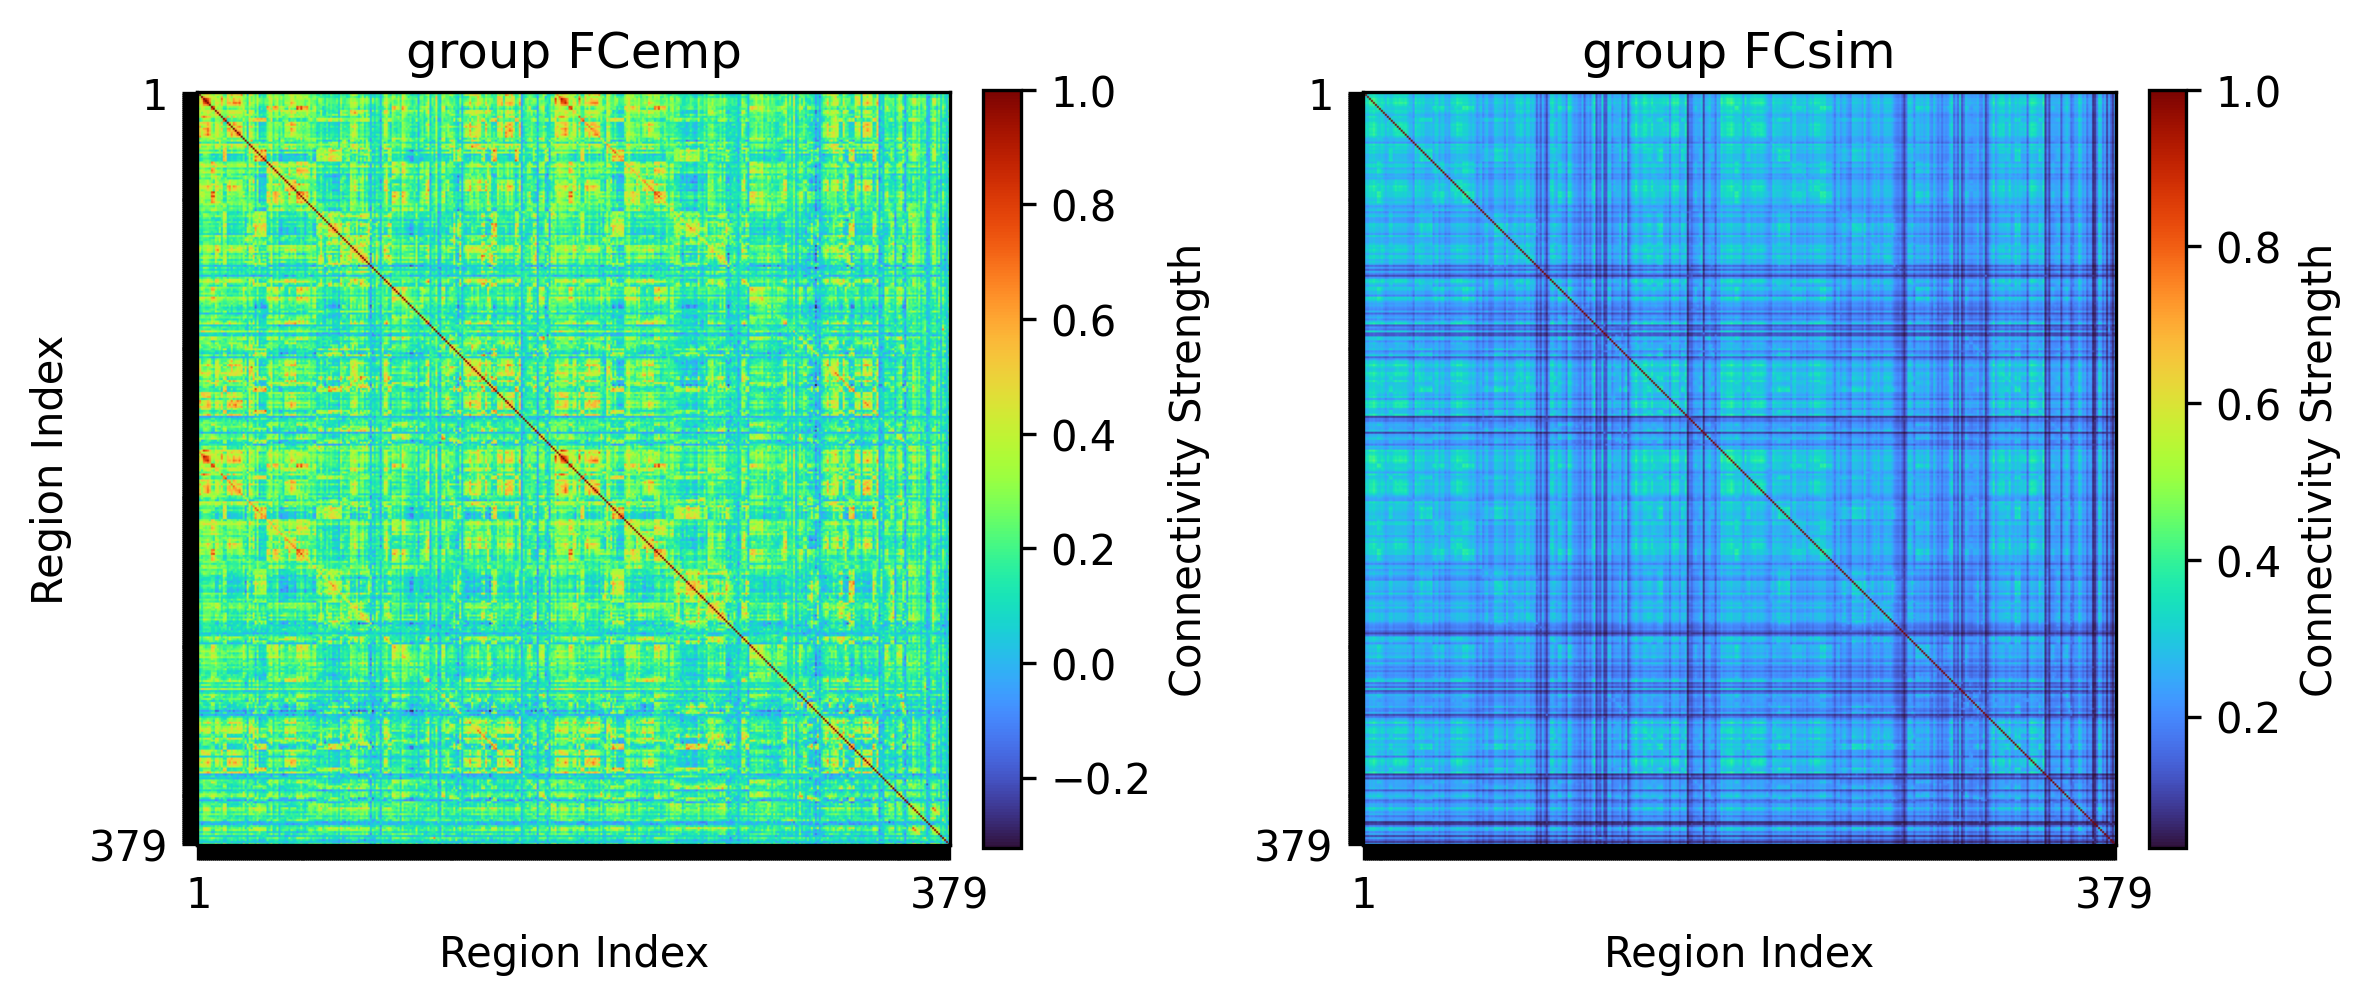 group FCemp
1
379
1
379
Region Index
Region Index
1.0
0.8
0.6
0.4
0.2
0.0
−0.2
Connectivity Strength
group FCsim
1
379
1
379
Region Index
1.0
0.8
0.6
0.4
0.2
Connectivity Strength